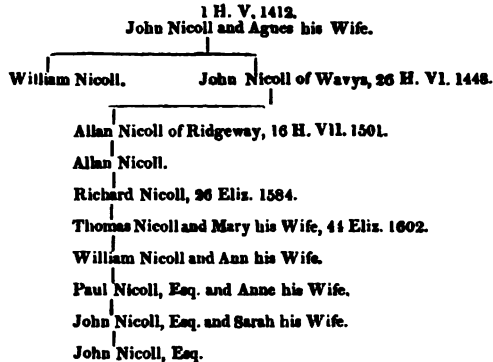 1 H. V. 1412.
John Nicoll and Agnes his Wife.
William Nicoll. John Nicoll of Wavys, 26 H. VI. 1448.
Allan Nicoll of Ridgeway, 16 H. VII. 1501.
Allan Nicoll.
Richard Nicoll, 26 Eliz. 1584.
Thomas Nicoll and Mary his Wife, 44 Eliz. 1602.
William Nicoll and Ann his Wife.
Paul Nicoll, Esq. and Anne his Wife.
John Nicoll, Esq. and Sarah his Wife.
John Nicoll, Esq.